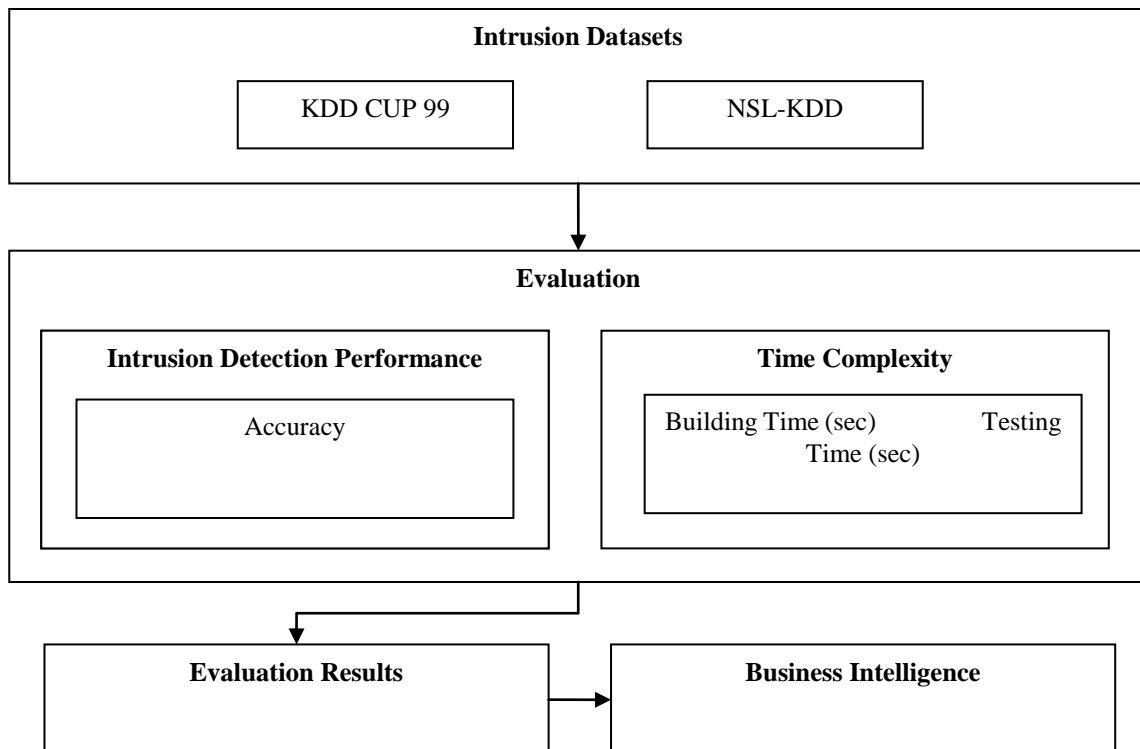 Intrusion Datasets
KDD CUP 99
NSL-KDD
Evaluation
Intrusion Detection Performance
Accuracy
Time Complexity
Building Time (sec) Testing
Time (sec)
Evaluation Results
Business Intelligence